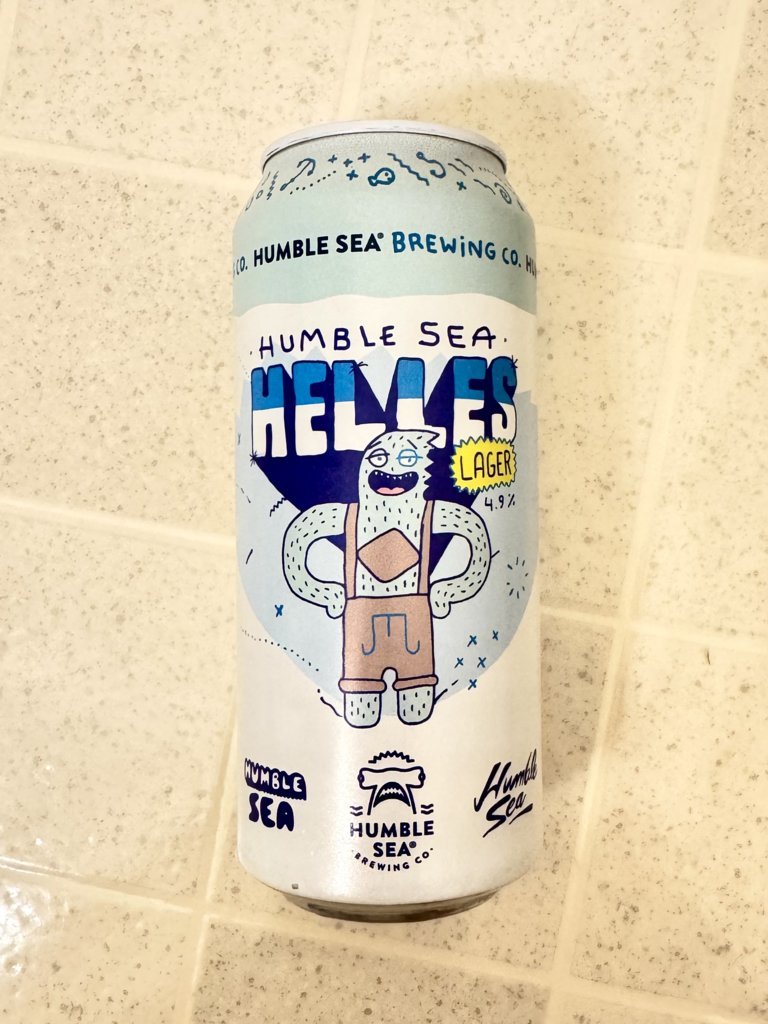 CO. HUMBLE SEA® BREWING CO. HU
· HUMBLE SEA ·
HELLES
LAGER
4.9%
HUMBLE
SEA
HUMBLE
SEA®
· BREWING CO ·
Humble
Sea